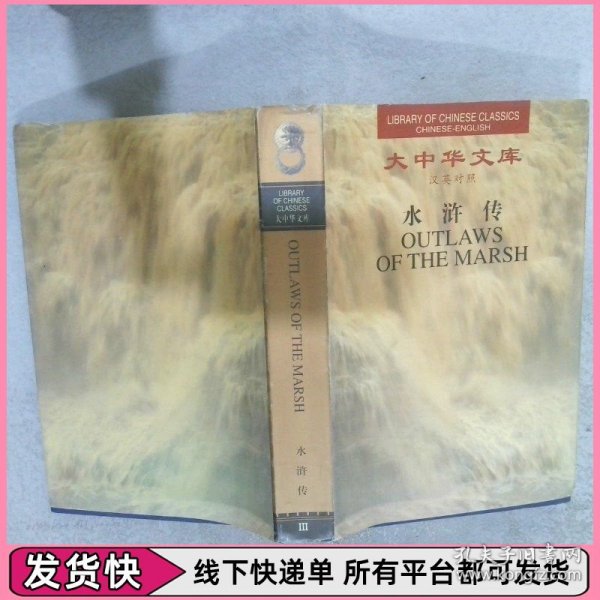 LIBRARY
OF CHINESE
CLASSICS
大中华文库
OUTLAWS OF THE MARSH
水浒传
III
LIBRARY OF CHINESE CLASSICS
CHINESE-ENGLISH
大中华文库
汉英对照
水浒传
OUTLAWS
OF THE MARSH
孔夫子旧书网
www.kongfz.com
发货快
线下快递单 所有平台都可发货